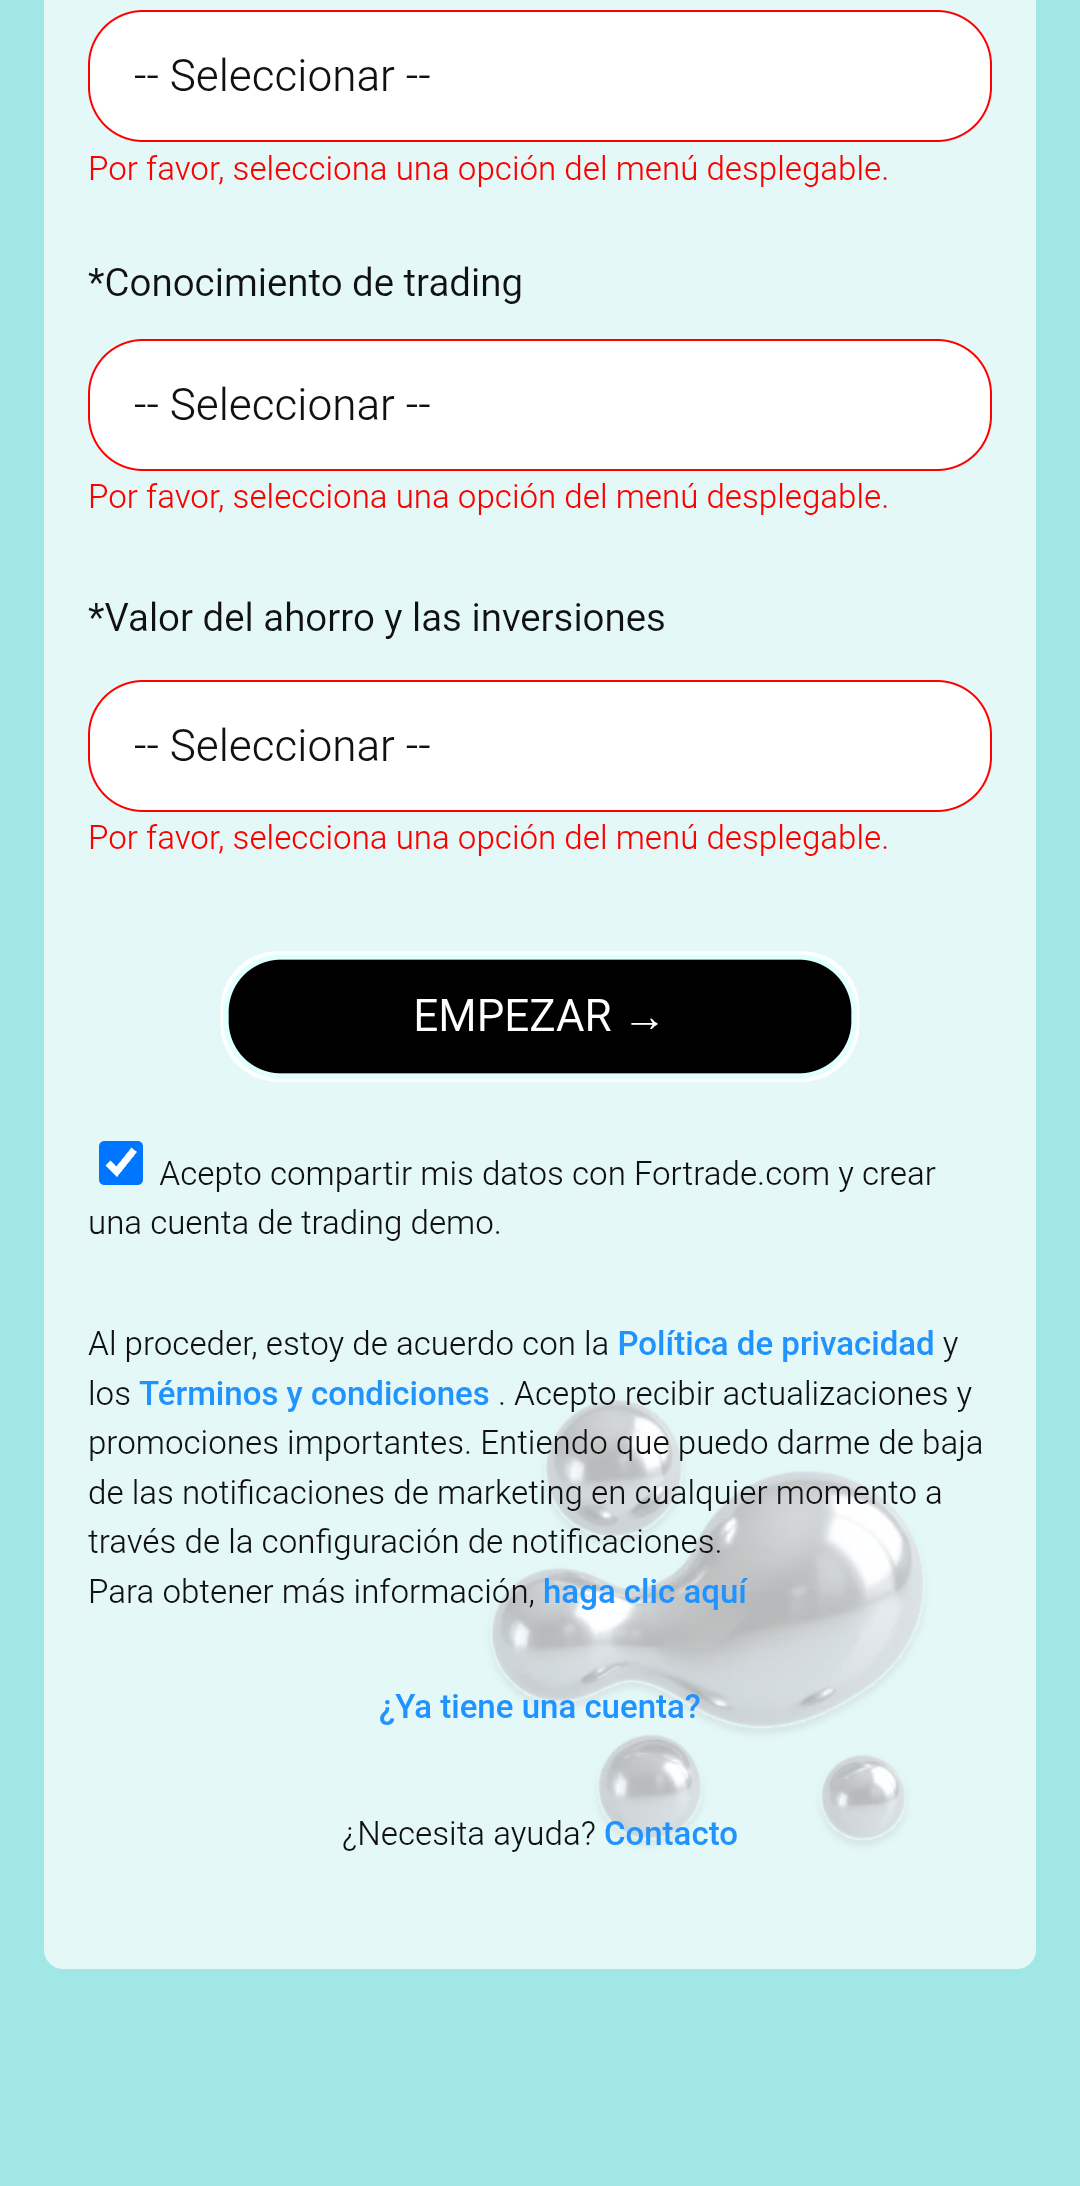 -- Seleccionar --
Por favor, selecciona una opción del menú desplegable.
*Conocimiento de trading
-- Seleccionar --
Por favor, selecciona una opción del menú desplegable.
*Valor del ahorro y las inversiones
-- Seleccionar --
Por favor, selecciona una opción del menú desplegable.
EMPEZAR →
Acepto compartir mis datos con Fortrade.com y crear
una cuenta de trading demo.
Al proceder, estoy de acuerdo con la Política de privacidad y
los Términos y condiciones . Acepto recibir actualizaciones y
promociones importantes. Entiendo que puedo darme de baja
de las notificaciones de marketing en cualquier momento a
través de la configuración de notificaciones.
Para obtener más información, haga clic aquí
¿Ya tiene una cuenta?
¿Necesita ayuda? Contacto